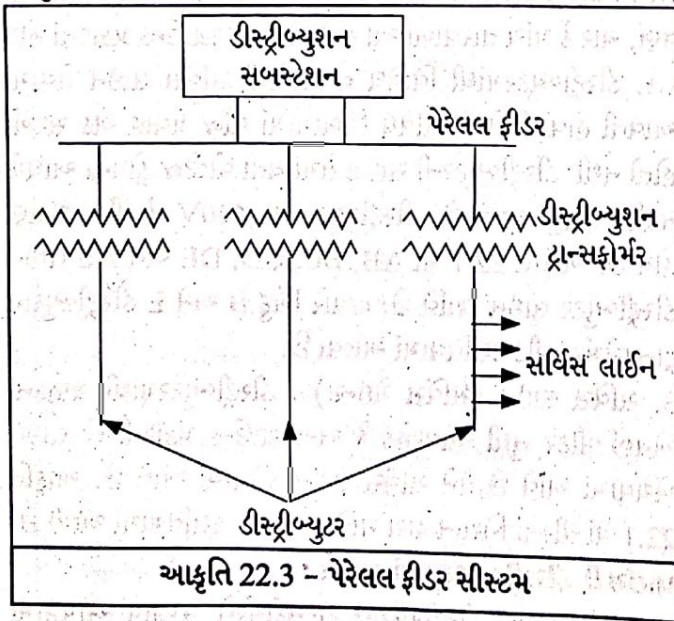 ડીસ્ટ્રીબ્યુશન
સબસ્ટેશન
પેરેલલ ફીડર
ડીસ્ટ્રીબ્યુશન
ટ્રાન્સફોર્મર
સર્વિસ લાઈન
ડીસ્ટ્રીબ્યુટર
આકૃતિ 22.3 – પેરેલલ ફીડર સીસ્ટમ